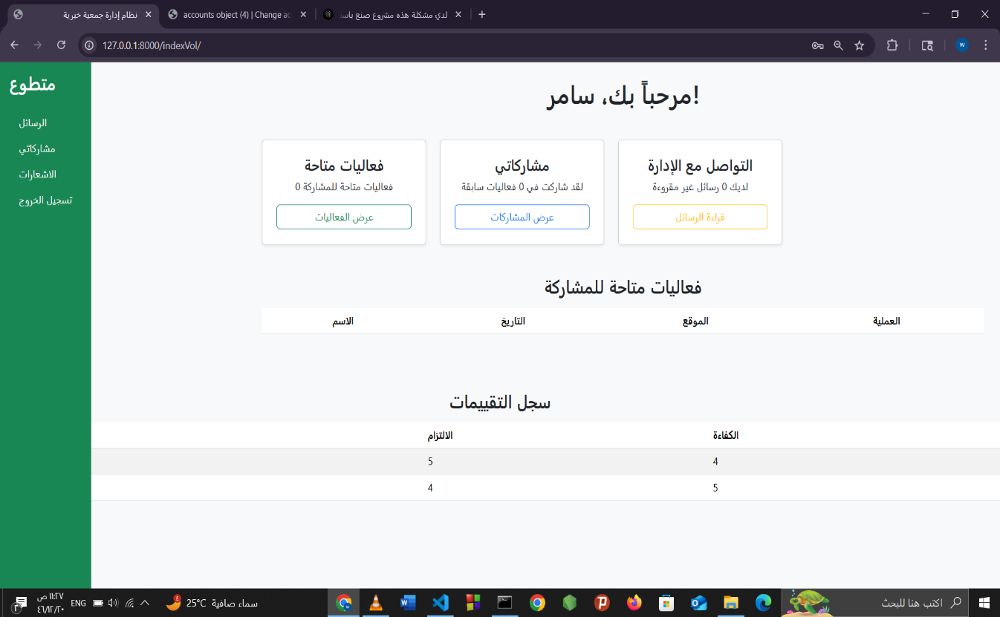 نظام إدارة جمعية خيرية
accounts object (4) | Change ac
لدي مشكلة هذه مشروع صنع باست
127.0.0.1:8000/indexVol/
W
متطوع
الرسائل
مشاركاتي
الاشعارات
تسجيل الخروج
مرحباً بك، سامر!
فعاليات متاحة
فعاليات متاحة للمشاركة 0
عرض الفعاليات
مشاركاتي
لقد شاركت في 0 فعاليات سابقة
عرض المشاركات
التواصل مع الإدارة
لديك 0 رسائل غير مقروءة
قراءة الرسائل
فعاليات متاحة للمشاركة
الاسم التاريخ الموقع العملية
سجل التقييمات
الالتزام الكفاءة
5 4
4 5
١١:٢٧ ص
٤٦/١٢/٢٠
ENG
25°C سماء صافية
اكتب هنا للبحث